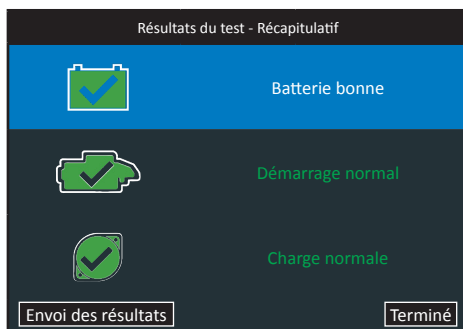 Résultats du test - Récapitulatif
Batterie bonne
Démarrage normal
Charge normale
Envoi des résultats
Terminé